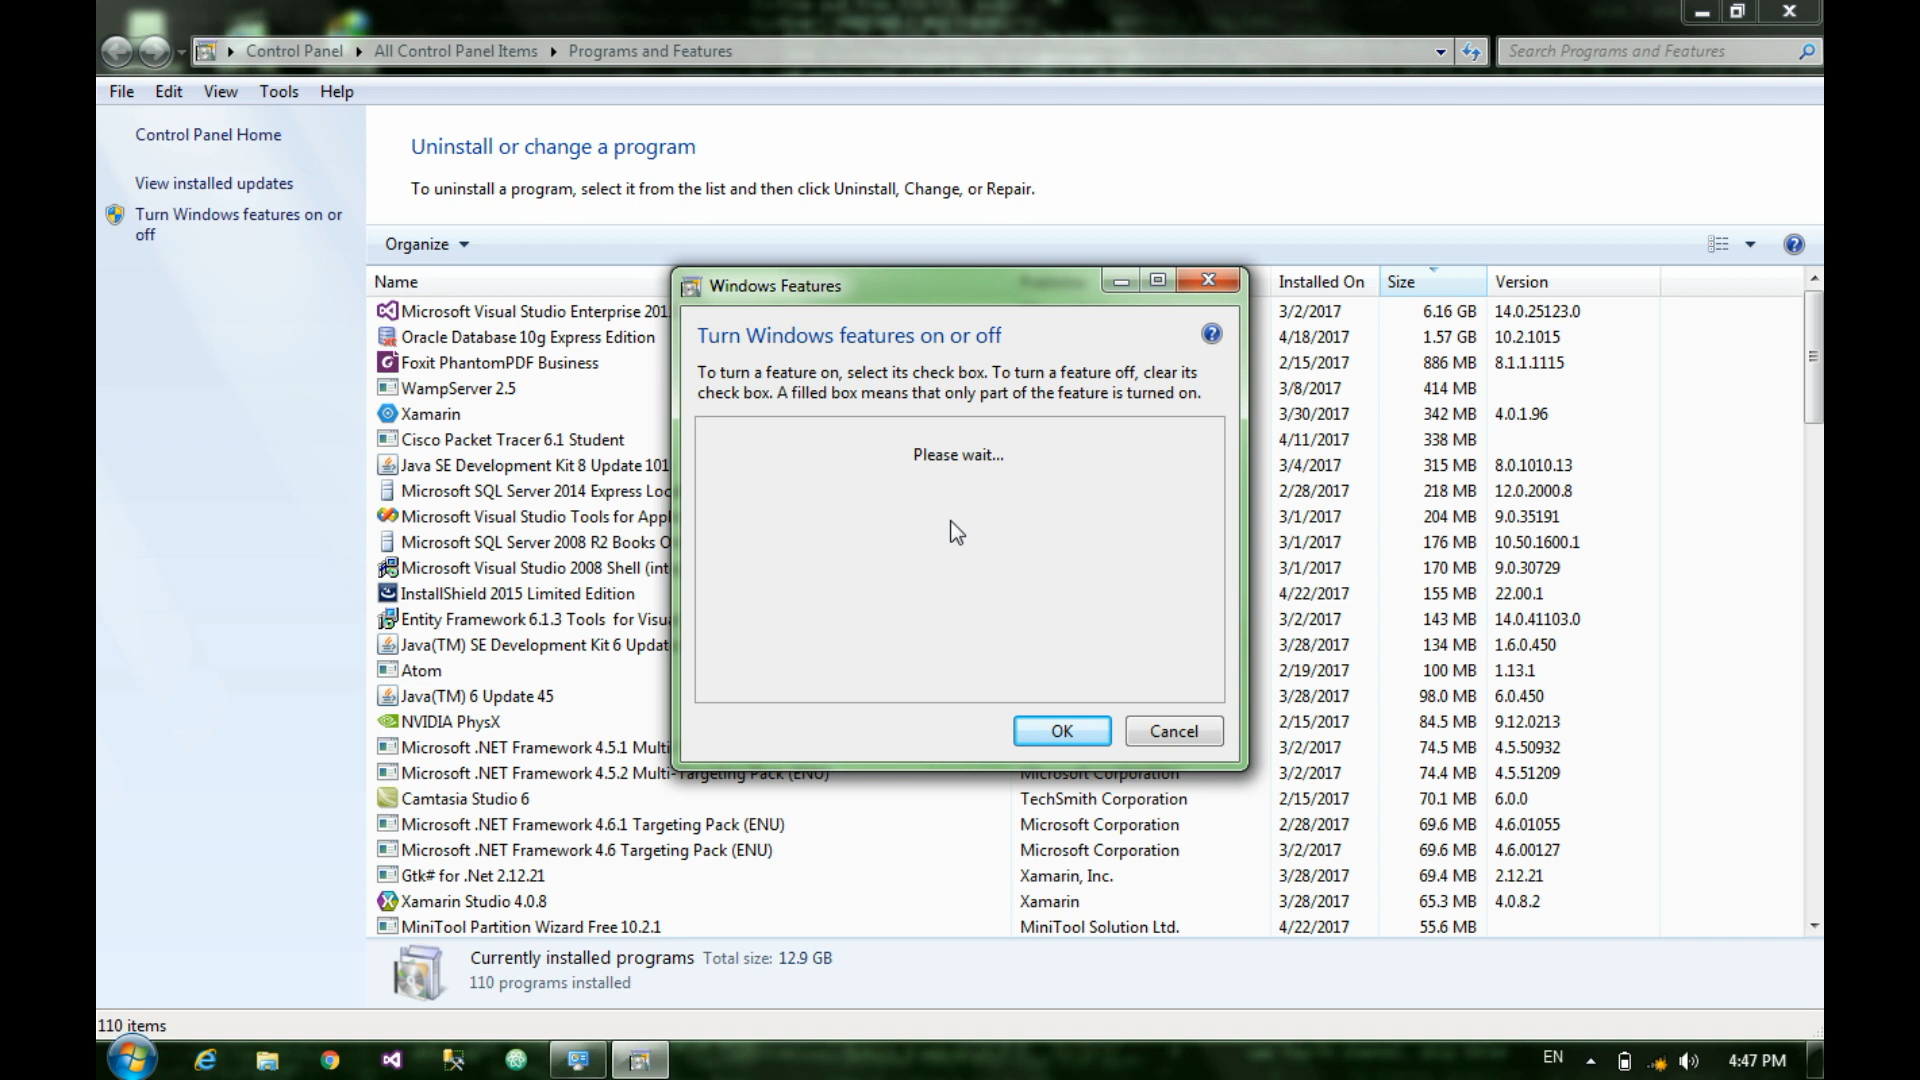 Control Panel All Control Panel Items Programs and Features
Search Programs and Features
File Edit View Tools Help
Control Panel Home
View installed updates
Turn Windows features on or
off
Uninstall or change a program
To uninstall a program, select it from the list and then click Uninstall, Change, or Repair.
Organize
Name Installed On Size Version
Microsoft Visual Studio Enterprise 201 3/2/2017 6.16 GB 14.0.25123.0
Oracle Database 10g Express Edition 4/18/2017 1.57 GB 10.2.1015
Foxit PhantomPDF Business 2/15/2017 886 MB 8.1.1.1115
WampServer 2.5 3/8/2017 414 MB
Xamarin 3/30/2017 342 MB 4.0.1.96
Cisco Packet Tracer 6.1 Student 4/11/2017 338 MB
Java SE Development Kit 8 Update 101 3/4/2017 315 MB 8.0.1010.13
Microsoft SQL Server 2014 Express Loc 2/28/2017 218 MB 12.0.2000.8
Microsoft Visual Studio Tools for Appl 3/1/2017 204 MB 9.0.35191
Microsoft SQL Server 2008 R2 Books O 3/1/2017 176 MB 10.50.1600.1
Microsoft Visual Studio 2008 Shell (int 3/1/2017 170 MB 9.0.30729
InstallShield 2015 Limited Edition 4/22/2017 155 MB 22.00.1
Entity Framework 6.1.3 Tools for Visu 3/2/2017 143 MB 14.0.41103.0
Java(TM) SE Development Kit 6 Updat 3/28/2017 134 MB 1.6.0.450
Atom 2/19/2017 100 MB 1.13.1
Java(TM) 6 Update 45 3/28/2017 98.0 MB 6.0.450
NVIDIA PhysX 2/15/2017 84.5 MB 9.12.0213
Microsoft .NET Framework 4.5.1 Multi 3/2/2017 74.5 MB 4.5.50932
Microsoft .NET Framework 4.5.2 Multi-Targeting Pack (ENU) Microsoft Corporation 3/2/2017 74.4 MB 4.5.51209
Camtasia Studio 6 TechSmith Corporation 2/15/2017 70.1 MB 6.0.0
Microsoft .NET Framework 4.6.1 Targeting Pack (ENU) Microsoft Corporation 2/28/2017 69.6 MB 4.6.01055
Microsoft .NET Framework 4.6 Targeting Pack (ENU) Microsoft Corporation 3/2/2017 69.6 MB 4.6.00127
Gtk# for .Net 2.12.21 Xamarin, Inc. 3/28/2017 69.4 MB 2.12.21
Xamarin Studio 4.0.8 Xamarin 3/28/2017 65.3 MB 4.0.8.2
MiniTool Partition Wizard Free 10.2.1 MiniTool Solution Ltd. 4/22/2017 55.6 MB
Windows Features
Turn Windows features on or off
To turn a feature on, select its check box. To turn a feature off, clear its
check box. A filled box means that only part of the feature is turned on.
Please wait...
OK Cancel
Currently installed programs Total size: 12.9 GB
110 programs installed
110 items
EN 4:47 PM